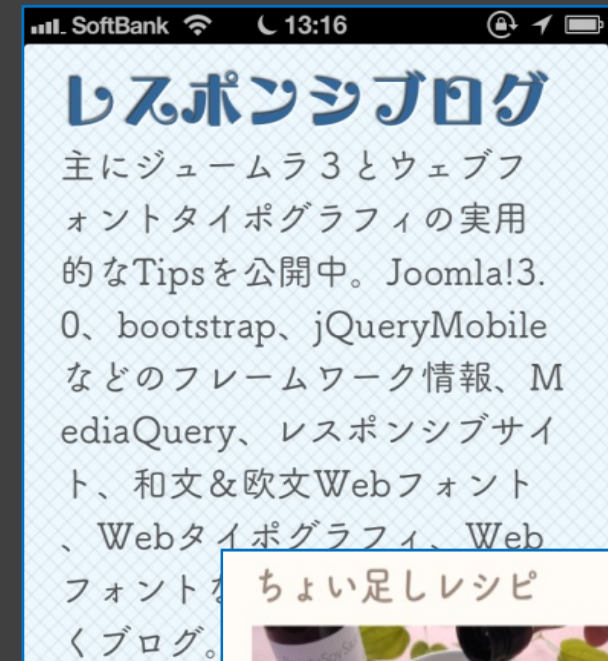 SoftBank 13:16
レスポンシブログ
主にジュームラ3とウェブフ
ォントタイポグラフィの実用
的なTipsを公開中。Joomla!3.
0、bootstrap、jQueryMobile
などのフレームワーク情報、M
ediaQuery、レスポンシブサイ
ト、和文&欧文Webフォント
、Webタイポグラフィ、Web
フォント
くブログ。
ちょい足しレシピ